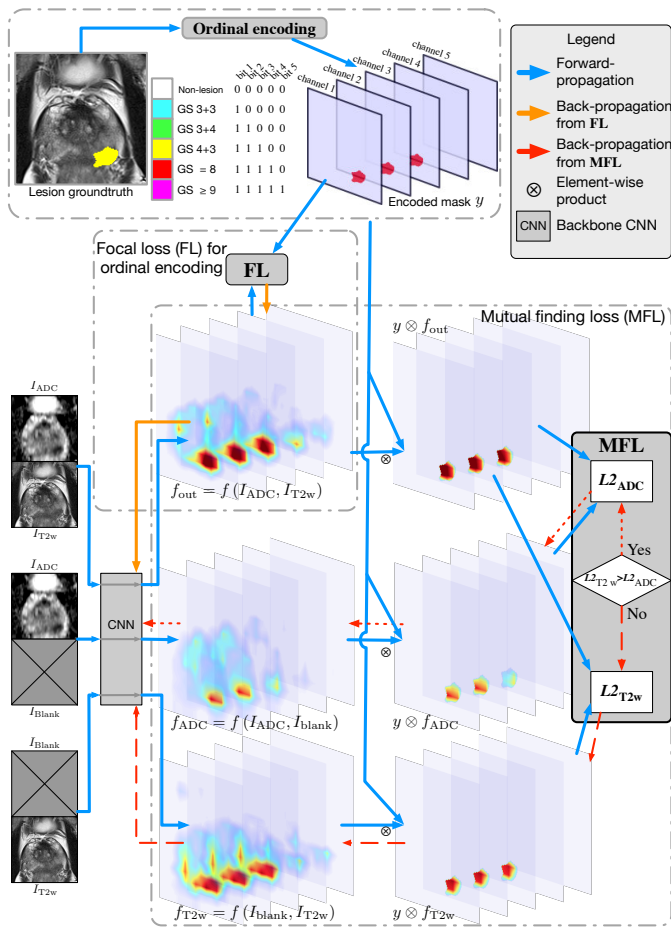 Ordinal encoding
Lesion groundtruth
bit 1
bit 2
bit 3
bit 4
bit 5
Non-lesion 0 0 0 0 0
GS 3+3 1 0 0 0 0
GS 3+4 1 1 0 0 0
GS 4+3 1 1 1 0 0
GS = 8 1 1 1 1 0
GS ≥ 9 1 1 1 1 1
channel 1
channel 2
channel 3
channel 4
channel 5
Encoded mask y
Legend
Forward-
propagation
Back-propagation
from FL
Back-propagation
from MFL
⊗ Element-wise
product
CNN Backbone CNN
Focal loss (FL) for
ordinal encoding
FL
Mutual finding loss (MFL)
y ⊗ f_out
I_ADC
I_T2w
f_out = f (I_ADC, I_T2w)
⊗
MFL
L2_ADC
Yes
L2_T2w>L2_ADC
No
L2_T2w
I_ADC
I_Blank
CNN
f_ADC = f (I_ADC, I_blank)
⊗
y ⊗ f_ADC
I_Blank
I_T2w
f_T2w = f (I_blank, I_T2w)
⊗
y ⊗ f_T2w